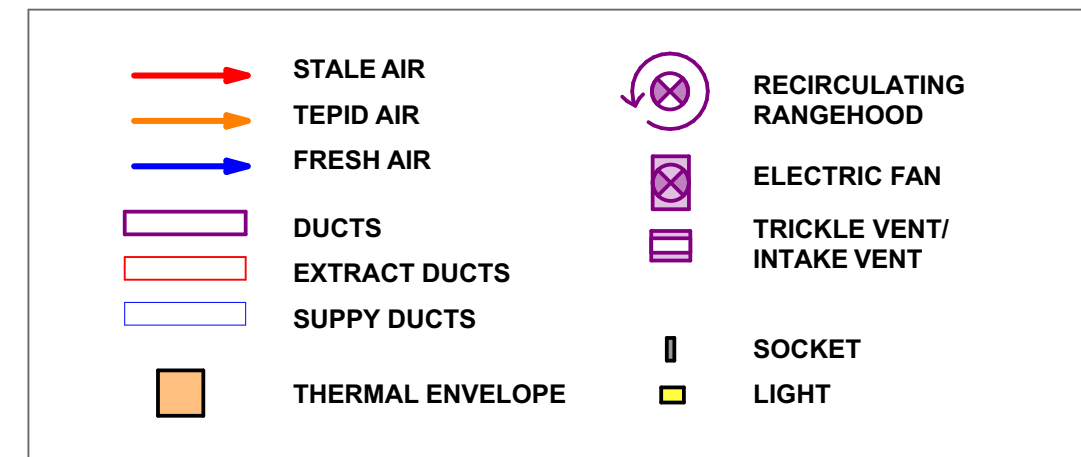 STALE AIR
TEPID AIR
FRESH AIR
DUCTS
EXTRACT DUCTS
SUPPY DUCTS
THERMAL ENVELOPE
RECIRCULATING
RANGEHOOD
ELECTRIC FAN
TRICKLE VENT/
INTAKE VENT
SOCKET
LIGHT